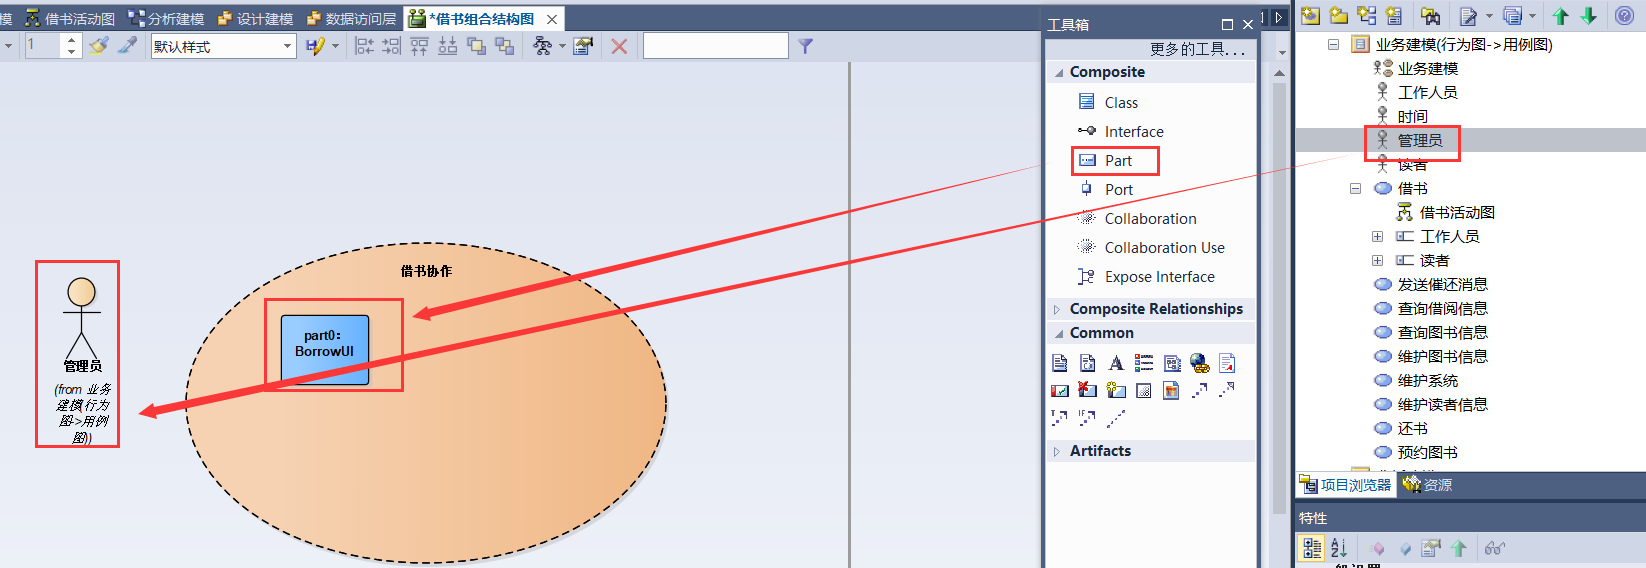 模
借书活动图
分析建模
设计建模
数据访问层
*借书组合结构图
1
默认样式
工具箱
更多的工具...
Composite
Class
Interface
Part
Port
Collaboration
Collaboration Use
Expose Interface
Composite Relationships
Common
Artifacts
借书协作
part0:
BorrowUI
管理员
(from 业务
建模(行为
图->用例
图))
业务建模(行为图->用例图)
业务建模
工作人员
时间
管理员
读者
借书
借书活动图
工作人员
读者
发送催还消息
查询借阅信息
查询图书信息
维护图书信息
维护系统
维护读者信息
还书
预约图书
项目浏览器
资源
特性